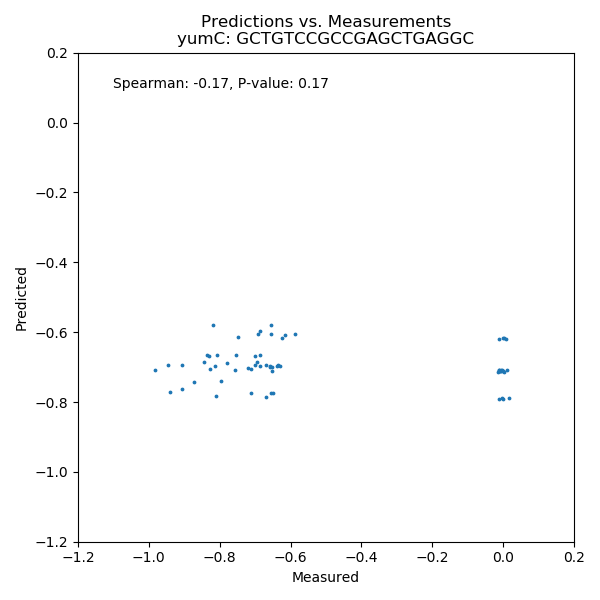 Predictions vs. Measurements
yumC: GCTGTCCGCCGAGCTGAGGC
Spearman: -0.17, P-value: 0.17
0.2
0.0
−0.2
−0.4
−0.6
−0.8
−1.0
−1.2
Predicted
−1.2 −1.0 −0.8 −0.6 −0.4 −0.2 0.0 0.2
Measured